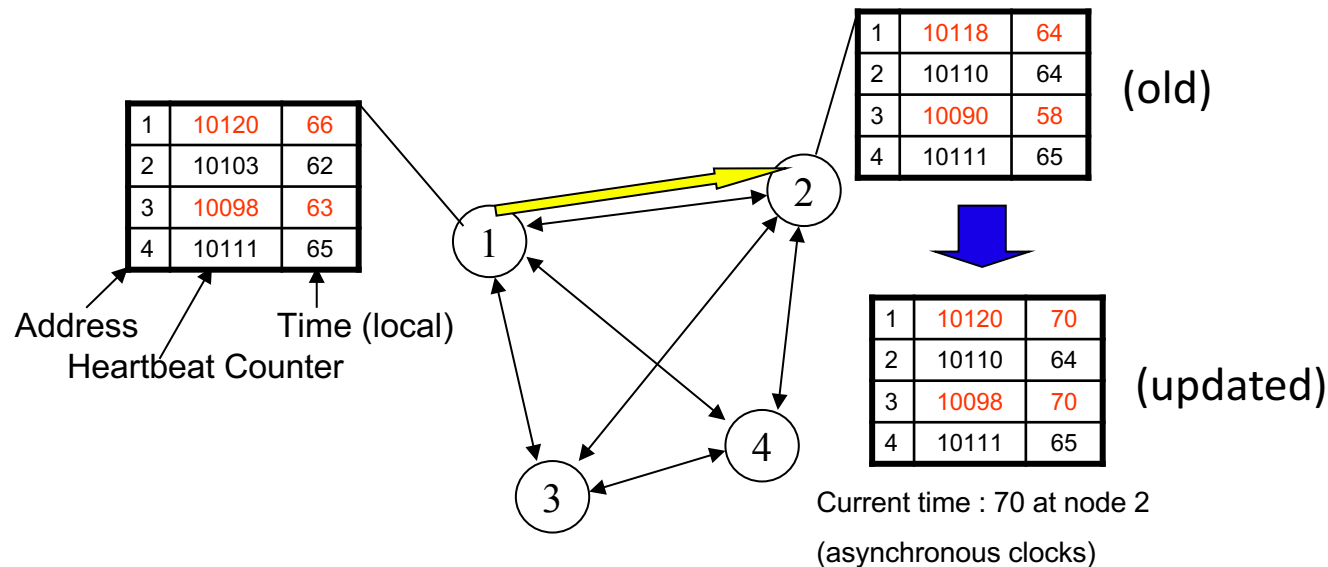 1 10118 64
2 10110 64
3 10090 58
4 10111 65
(old)
1 10120 66
2 10103 62
3 10098 63
4 10111 65
Address
Time (local)
Heartbeat Counter
1
2
3
4
1 10120 70
2 10110 64
3 10098 70
4 10111 65
(updated)
Current time : 70 at node 2
(asynchronous clocks)